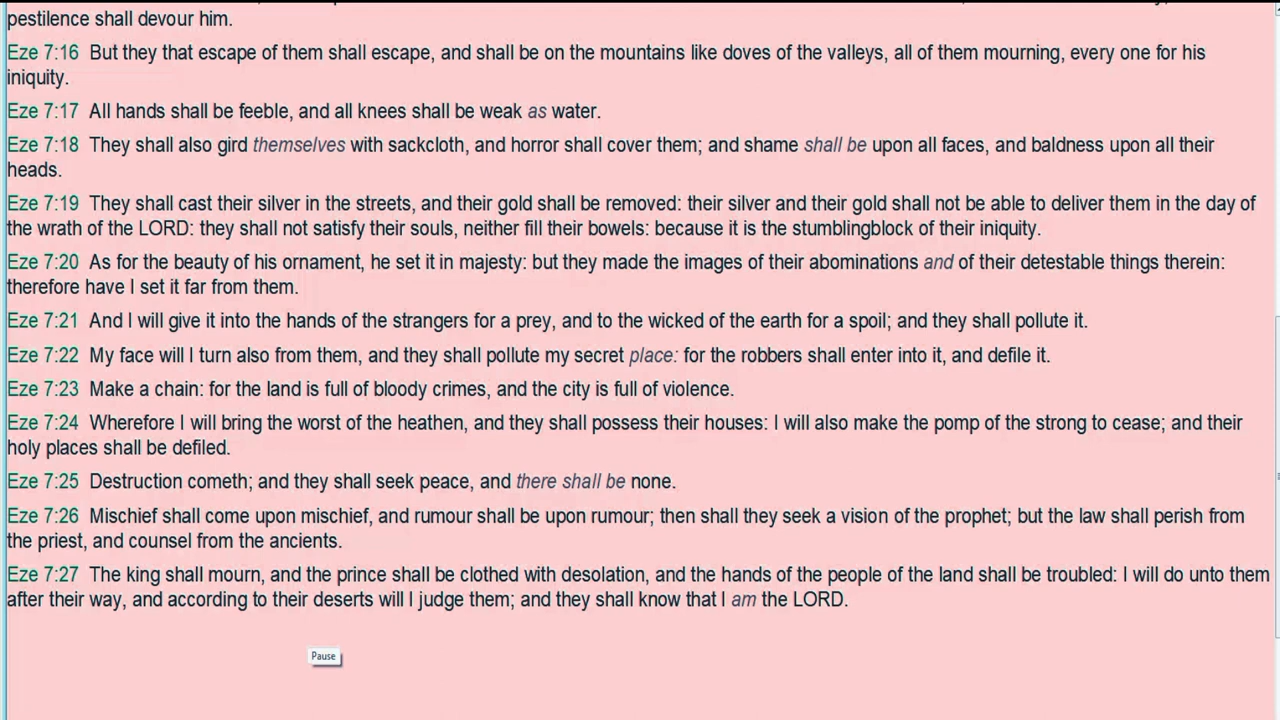 pestilence shall devour him.
Eze 7:16 But they that escape of them shall escape, and shall be on the mountains like doves of the valleys, all of them mourning, every one for his
iniquity.
Eze 7:17 All hands shall be feeble, and all knees shall be weak as water.
Eze 7:18 They shall also gird themselves with sackcloth, and horror shall cover them; and shame shall be upon all faces, and baldness upon all their
heads.
Eze 7:19 They shall cast their silver in the streets, and their gold shall be removed: their silver and their gold shall not be able to deliver them in the day of
the wrath of the LORD: they shall not satisfy their souls, neither fill their bowels: because it is the stumblingblock of their iniquity.
Eze 7:20 As for the beauty of his ornament, he set it in majesty: but they made the images of their abominations and of their detestable things therein:
therefore have I set it far from them.
Eze 7:21 And I will give it into the hands of the strangers for a prey, and to the wicked of the earth for a spoil; and they shall pollute it.
Eze 7:22 My face will I turn also from them, and they shall pollute my secret place: for the robbers shall enter into it, and defile it.
Eze 7:23 Make a chain: for the land is full of bloody crimes, and the city is full of violence.
Eze 7:24 Wherefore I will bring the worst of the heathen, and they shall possess their houses: I will also make the pomp of the strong to cease; and their
holy places shall be defiled.
Eze 7:25 Destruction cometh; and they shall seek peace, and there shall be none.
Eze 7:26 Mischief shall come upon mischief, and rumour shall be upon rumour; then shall they seek a vision of the prophet; but the law shall perish from
the priest, and counsel from the ancients.
Eze 7:27 The king shall mourn, and the prince shall be clothed with desolation, and the hands of the people of the land shall be troubled: I will do unto them
after their way, and according to their deserts will I judge them; and they shall know that I am the LORD.
Pause